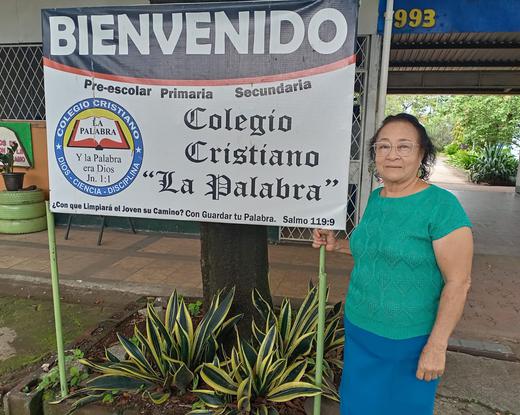 BIENVENIDO
Pre-escolar Primaria Secundaria
COLEGIO CRISTIANO
LA
PALABRA
Y la Palabra
era Dios
Jn. 1:1
DIOS - CIENCIA - DISCIPLINA
Colegio
Cristiano
“La Palabra”
¿Con que Limpiará el Joven su Camino? Con Guardar tu Palabra. Salmo 119:9
993